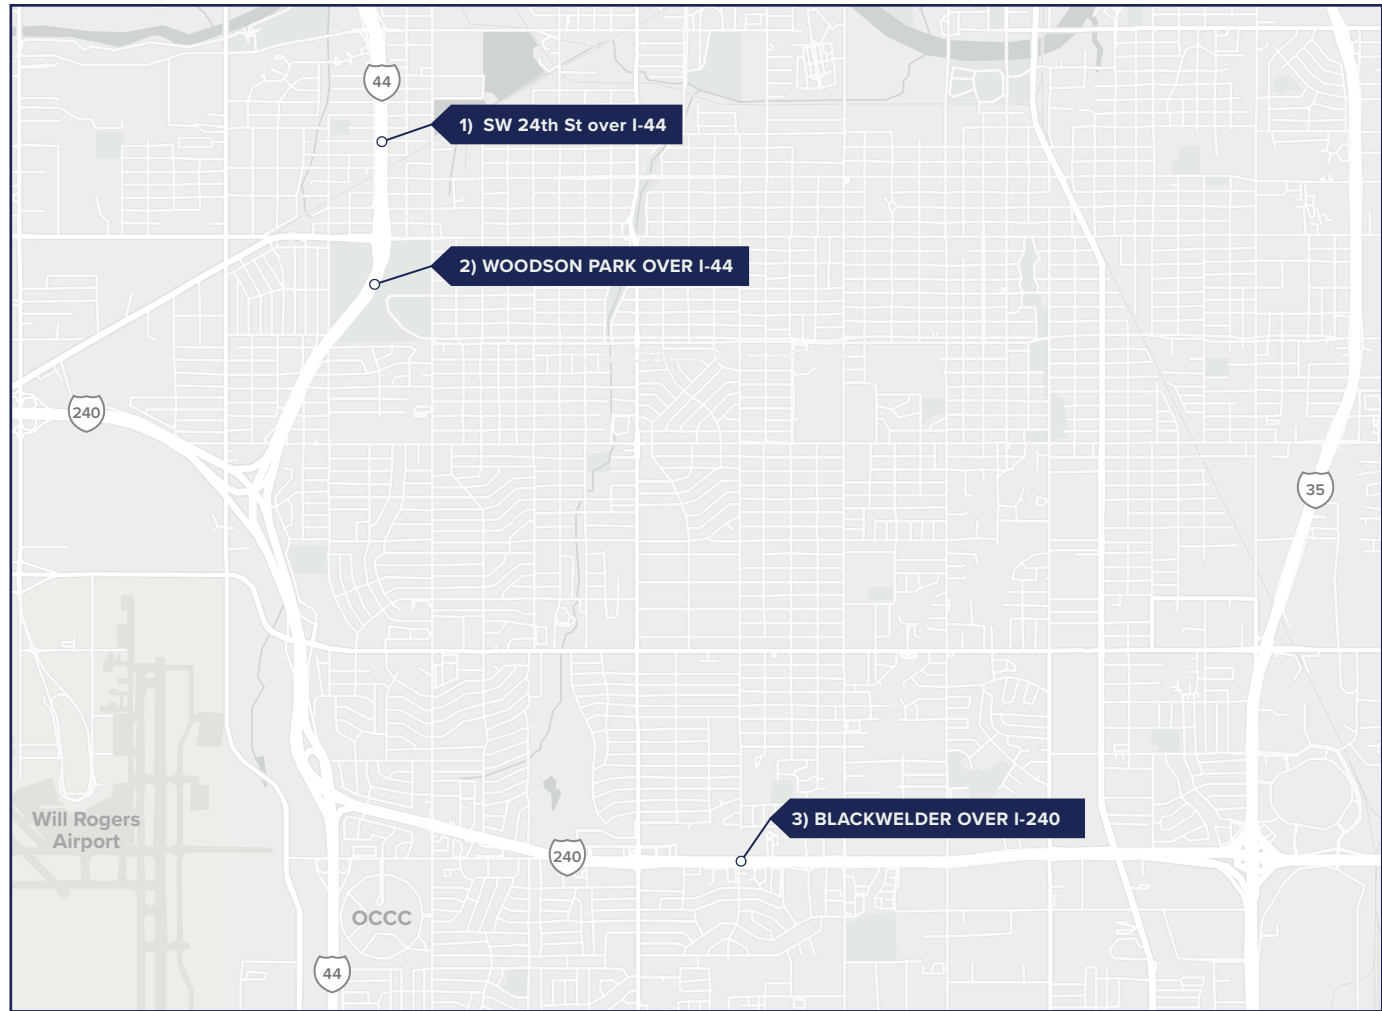 44
1) SW 24th St over I-44
2) WOODSON PARK OVER I-44
240
35
Will Rogers
Airport
3) BLACKWELDER OVER I-240
240
OCCC
44